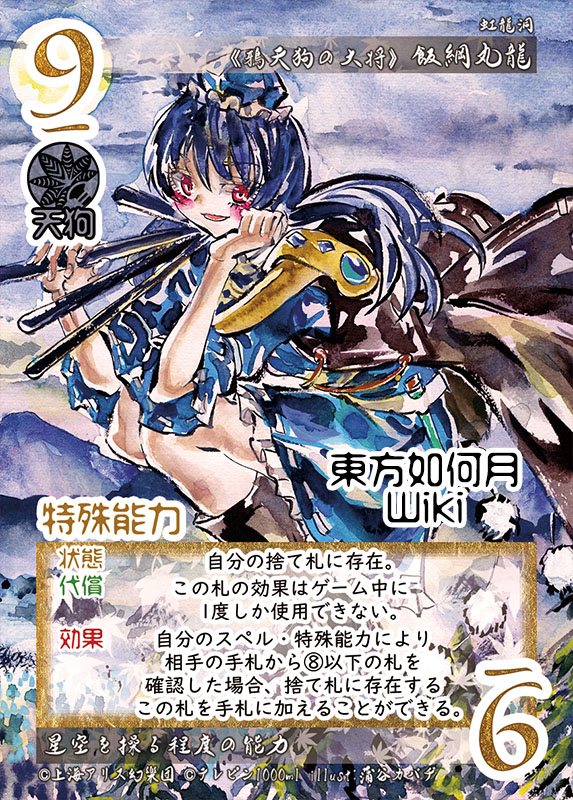 虹龍洞
9
《鴉天狗の大将》 飯綱丸龍
天狗
東方如何月
Wiki
特殊能力
状態 自分の捨て札に存在。
代償 この札の効果はゲーム中に
1度しか使用できない。
効果 自分のスペル・特殊能力により
相手の手札から⑧以下の札を
確認した場合、捨て札に存在する
この札を手札に加えることができる。
6
星空を操る程度の能力
©上海アリス幻樂団 ©テレビン1000ml illust:蒲谷カバヂ